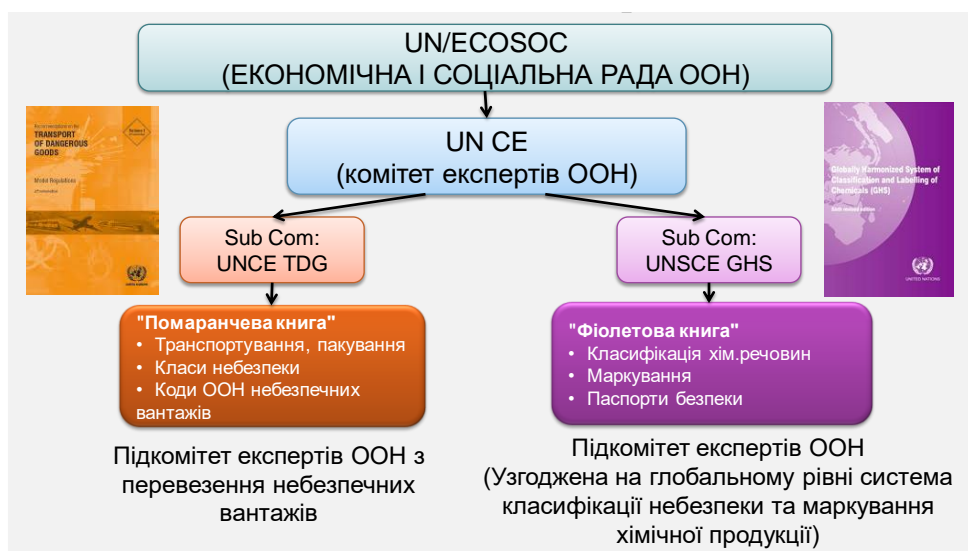 UN/ECOSOC
(ЕКОНОМІЧНА І СОЦІАЛЬНА РАДА ООН)
UN CE
(комітет експертів ООН)
TRANSPORT
OF DANGEROUS
GOODS
Model Regulations
Globally Harmonized System of
Classification and Labelling of
Chemicals (GHS)
UNITED NATIONS
Sub Com:
UNCE TDG
Sub Com:
UNSCE GHS
"Помаранчева книга"
• Транспортування, пакування
• Класи небезпеки
• Коди ООН небезпечних
вантажів
"Фіолетова книга"
• Класифікація хім.речовин
• Маркування
• Паспорти безпеки
Підкомітет експертів ООН з
перевезення небезпечних
вантажів
Підкомітет експертів ООН
(Узгоджена на глобальному рівні система
класифікації небезпеки та маркування
хімічної продукції)